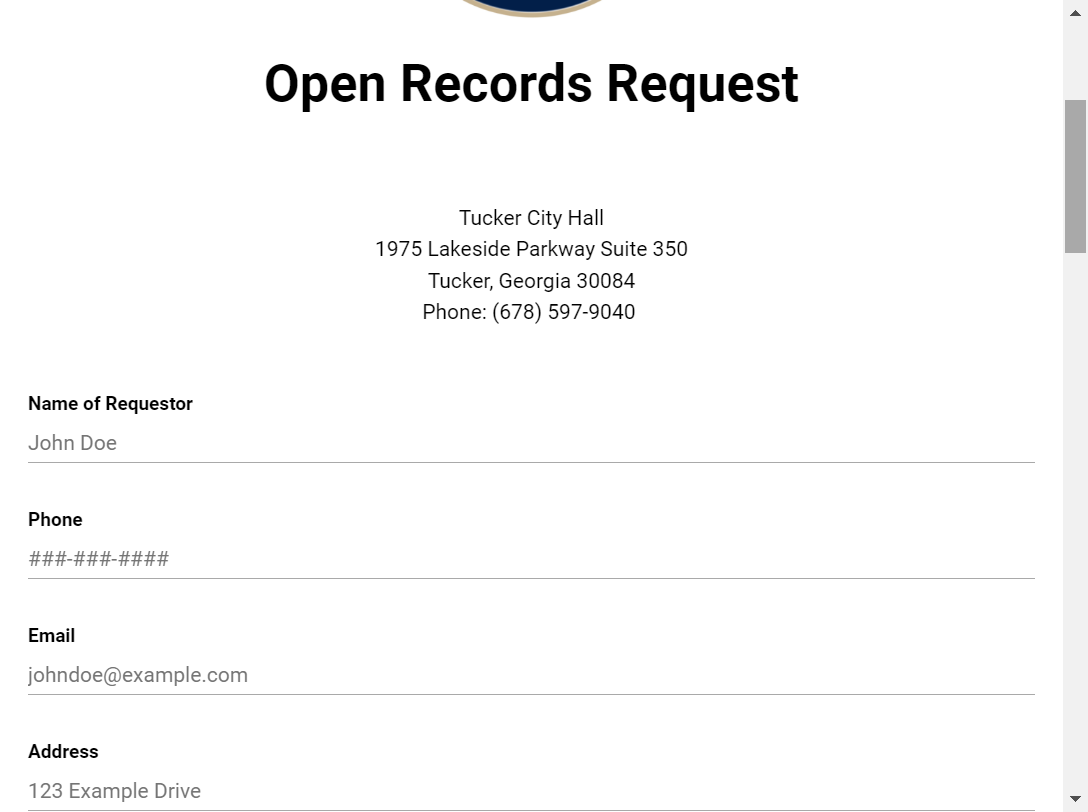 Open Records Request
Tucker City Hall
1975 Lakeside Parkway Suite 350
Tucker, Georgia 30084
Phone: (678) 597-9040
Name of Requestor
John Doe
Phone
###-###-####
Email
johndoe@example.com
Address
123 Example Drive